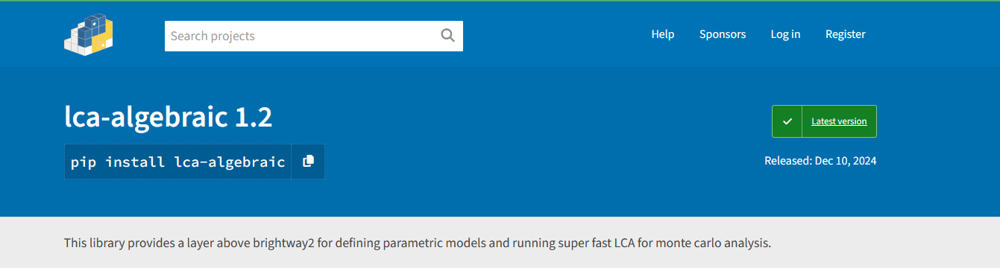 Search projects
Help Sponsors Log in Register
lca-algebraic 1.2
Latest version
pip install lca-algebraic
Released: Dec 10, 2024
This library provides a layer above brightway2 for defining parametric models and running super fast LCA for monte carlo analysis.